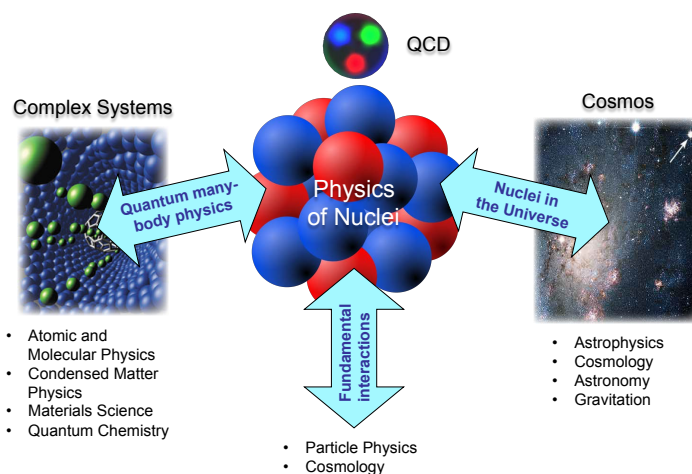 QCD
Complex Systems
Cosmos
Quantum many-
body physics
Physics
of Nuclei
Nuclei in
the Universe
Fundamental
interactions
• Atomic and
Molecular Physics
• Condensed Matter
Physics
• Materials Science
• Quantum Chemistry
• Astrophysics
• Cosmology
• Astronomy
• Gravitation
• Particle Physics
• Cosmology